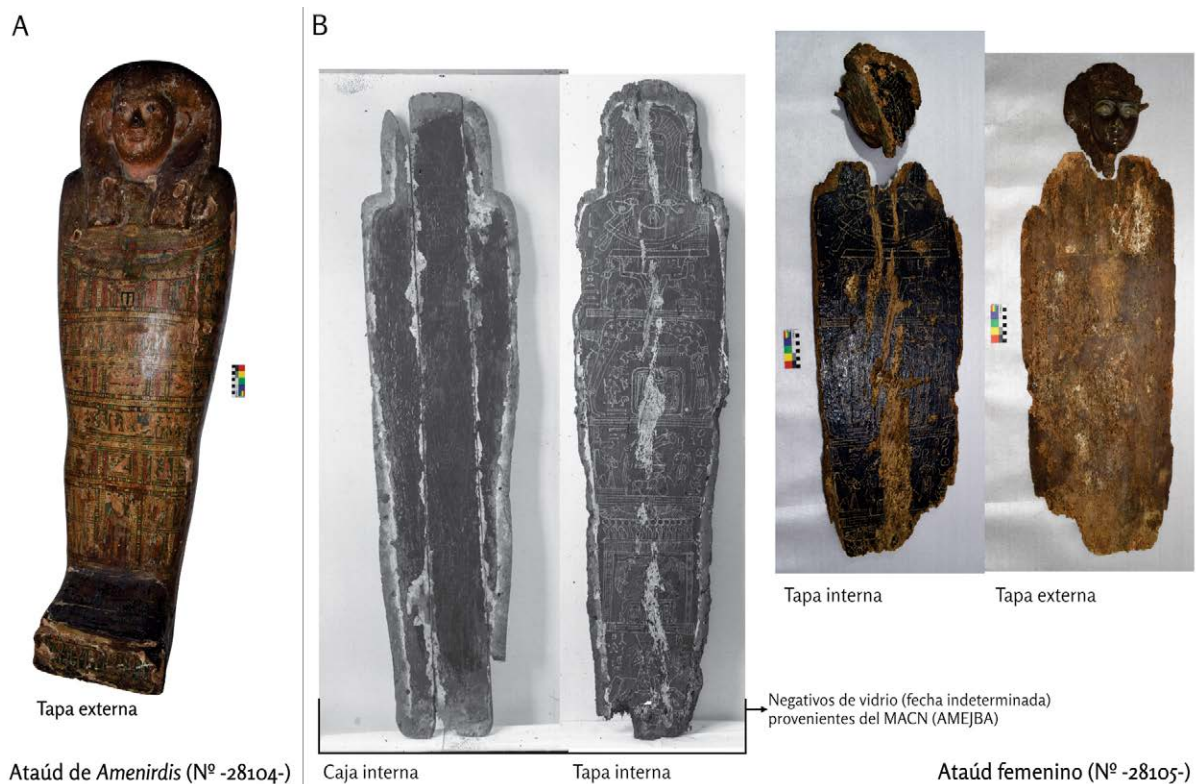 A
B
Tapa externa
Ataúd de Amenirdis (Nº -28104-)
Caja interna
Tapa interna
Negativos de vidrio (fecha indeterminada)
provenientes del MACN (AMEJBA)
Tapa interna
Tapa externa
Ataúd femenino (Nº -28105-)